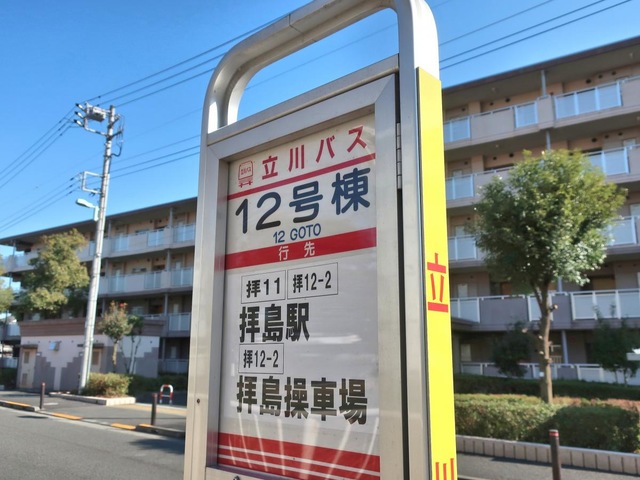 立川バス
12号棟
12 GOTO
行先
拝11 拝12-2
拝島駅
拝12-2
拝島操車場
立
川